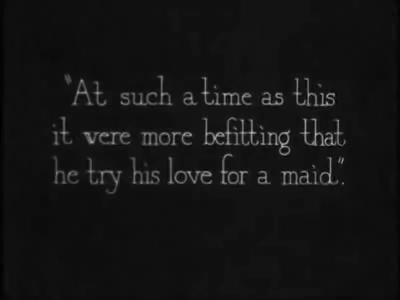 "At such a time as this
it were more befitting that
he try his love for a maid".